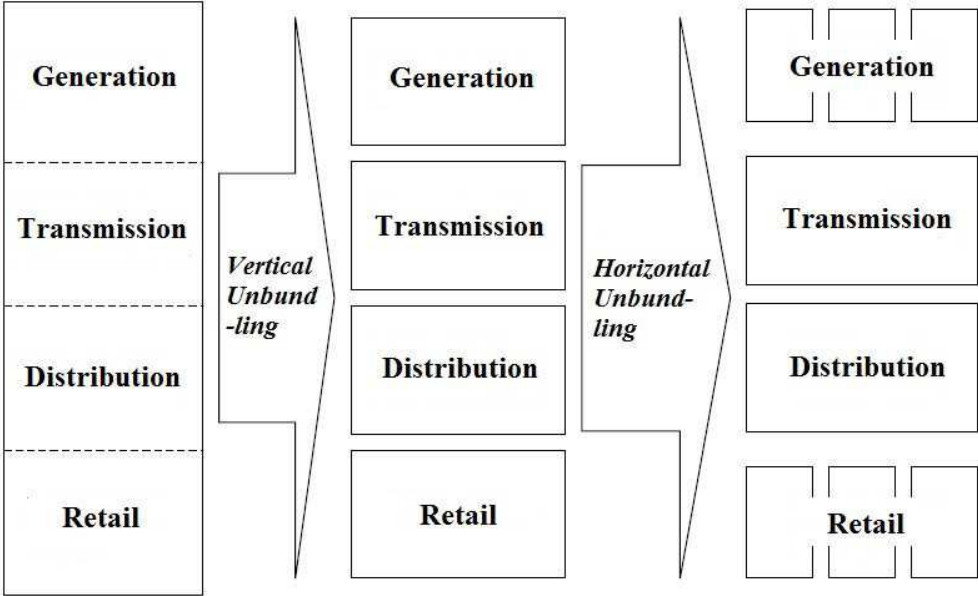 Generation
Transmission
Distribution
Retail
Vertical
Unbund
-ling
Generation
Transmission
Distribution
Retail
Horizontal
Unbund-
ling
Generation
Transmission
Distribution
Retail